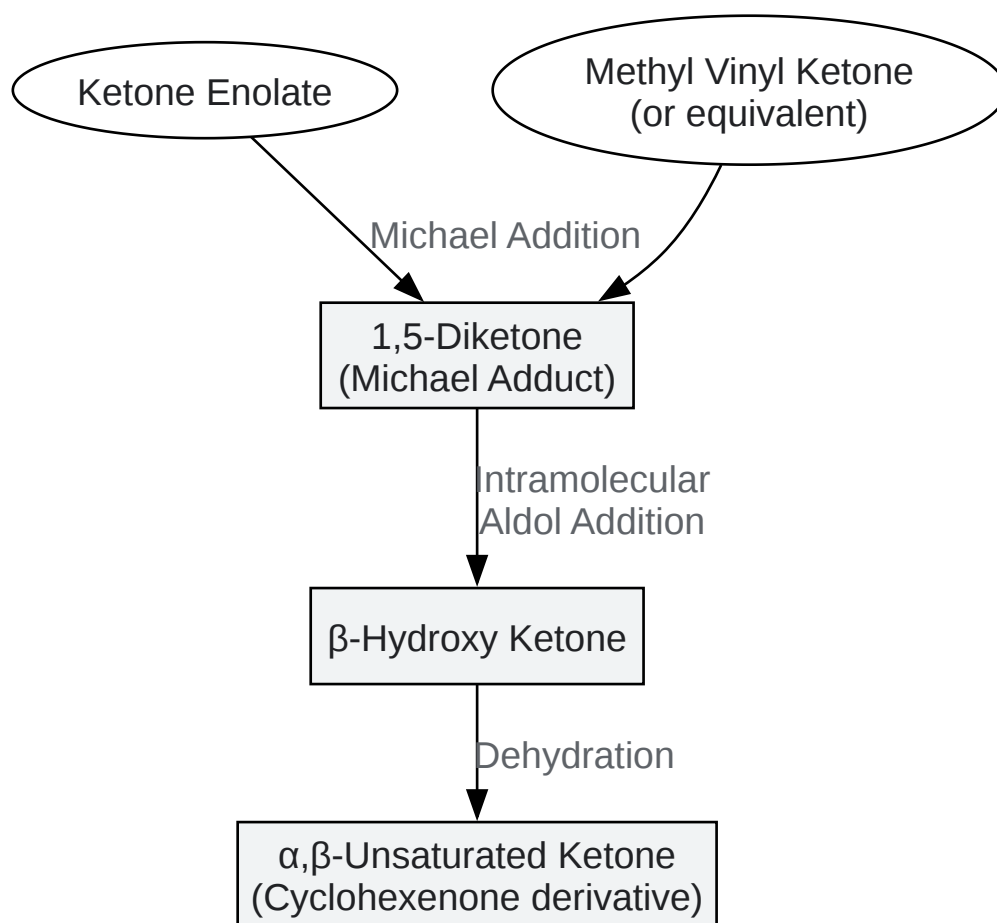 Ketone Enolate
Methyl Vinyl Ketone
(or equivalent)
Michael Addition
1,5-Diketone
(Michael Adduct)
Intramolecular
Aldol Addition
β-Hydroxy Ketone
Dehydration
α,β-Unsaturated Ketone
(Cyclohexenone derivative)